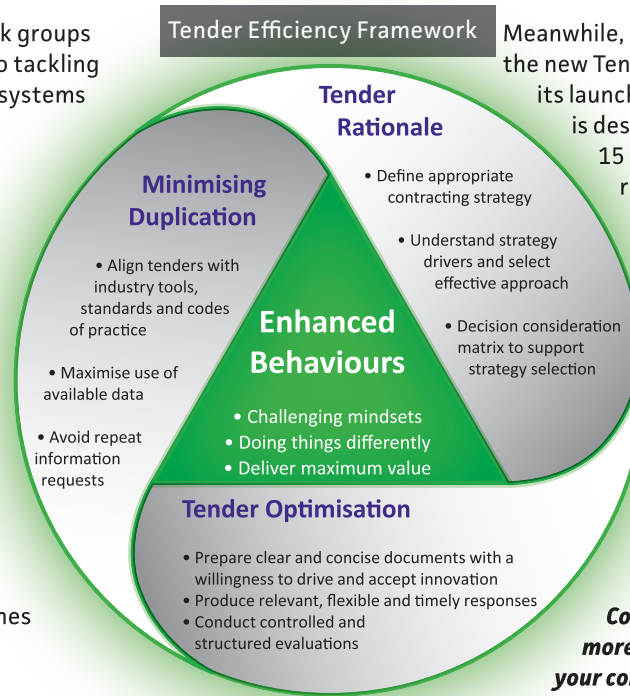 k groups
tackling
systems
Tender Efficiency Framework
Meanwhile,
the new Ten
its launch
is des
15
r
Tender
Rationale
• Define appropriate
contracting strategy
• Understand strategy
drivers and select
effective approach
• Decision consideration
matrix to support
strategy selection
Minimising
Duplication
• Align tenders with
industry tools,
standards and codes
of practice
• Maximise use of
available data
• Avoid repeat
information
requests
Enhanced
Behaviours
• Challenging mindsets
• Doing things differently
• Deliver maximum value
Tender Optimisation
• Prepare clear and concise documents with a
willingness to drive and accept innovation
• Produce relevant, flexible and timely responses
• Conduct controlled and
structured evaluations
nes
Co
more
your co